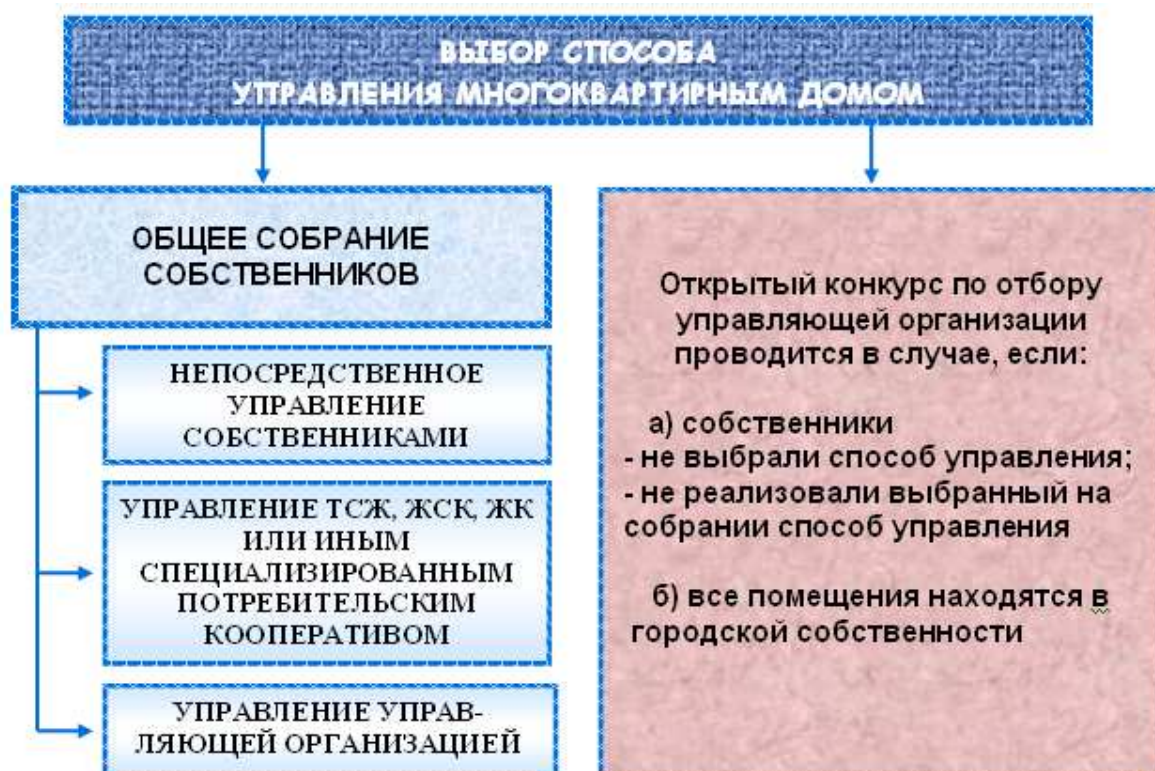 ВЫБОР СПОСОБА
УПРАВЛЕНИЯ МНОГОКВАРТИРНЫМ ДОМОМ
ОБЩЕЕ СОБРАНИЕ
СОБСТВЕННИКОВ
НЕПОСРЕДСТВЕННОЕ
УПРАВЛЕНИЕ
СОБСТВЕННИКАМИ
УПРАВЛЕНИЕ ТСЖ, ЖСК, ЖК
ИЛИ ИНЫМ
СПЕЦИАЛИЗИРОВАННЫМ
ПОТРЕБИТЕЛЬСКИМ
КООПЕРАТИВОМ
УПРАВЛЕНИЕ УПРАВ-
ЛЯЮЩЕЙ ОРГАНИЗАЦИЕЙ
Открытый конкурс по отбору
управляющей организации
проводится в случае, если:
а) собственники
- не выбрали способ управления;
- не реализовали выбранный на
собрании способ управления
б) все помещения находятся в
городской собственности